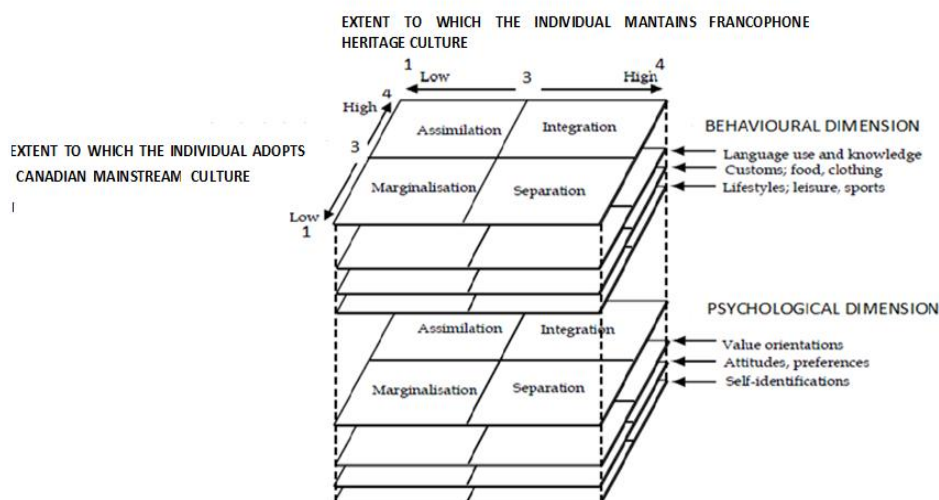 EXTENT TO WHICH THE INDIVIDUAL MANTAINS FRANCOPHONE
HERITAGE CULTURE
1 3 4
Low High
4
High
Assimilation Integration
BEHAVIOURAL DIMENSION
EXTENT TO WHICH THE INDIVIDUAL ADOPTS
3
Language use and knowledge
Customs; food, clothing
CANADIAN MAINSTREAM CULTURE
Marginalisation Separation
Lifestyles; leisure, sports
Low
1
PSYCHOLOGICAL DIMENSION
Assimilation Integration
Value orientations
Attitudes, preferences
Marginalisation Separation
Self-identifications